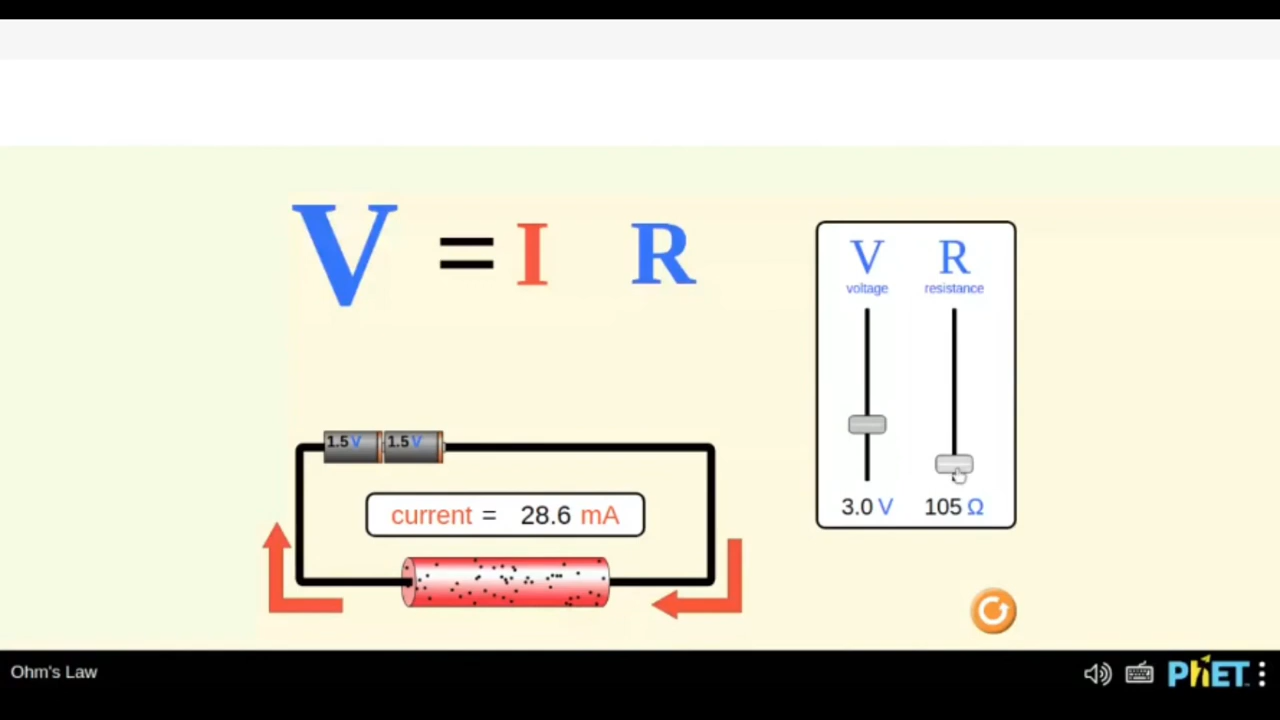 V = I R
V R
voltage resistance
1.5 V 1.5 V
3.0 V 105 Ω
current = 28.6 mA
Ohm's Law
PhET